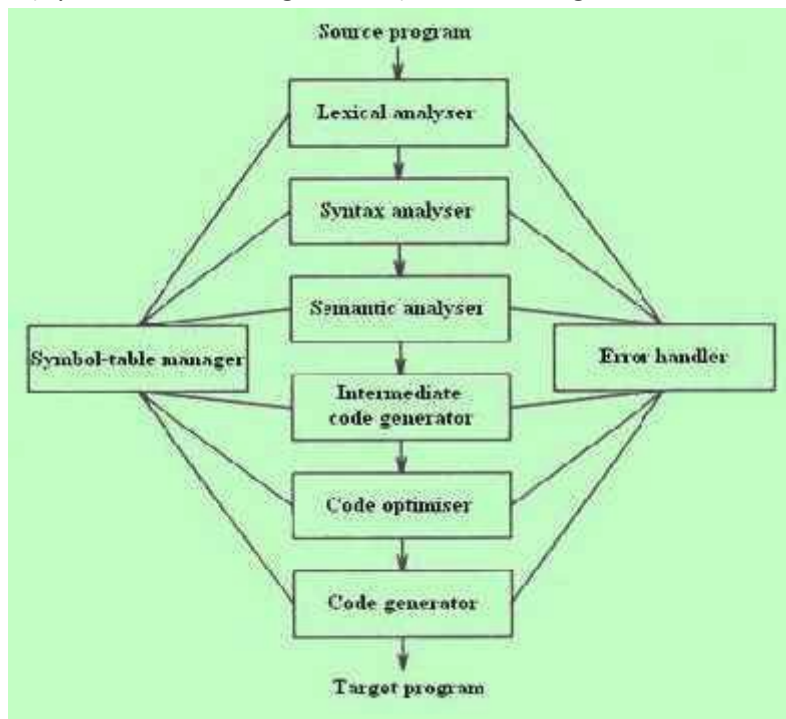 Source program
Lexical analyser
Syntax analyser
Semantic analyser
Symbol-table manager
Error handler
Intermediate
code generator
Code optimiser
Code generator
Target program